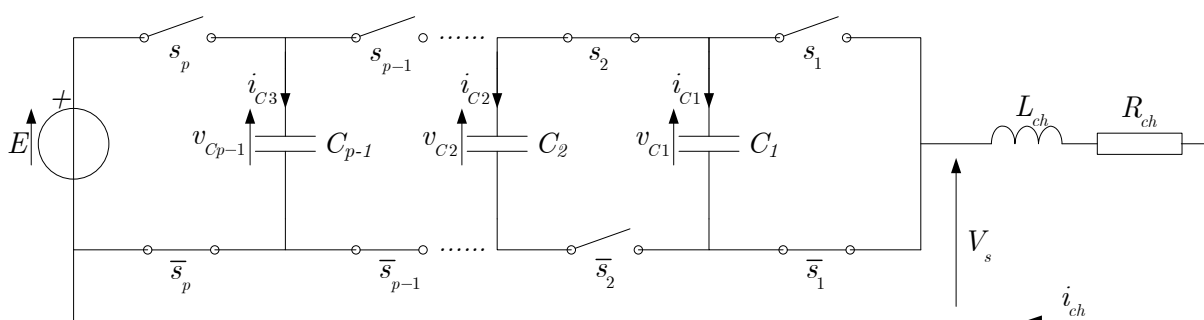 s_p s_{p-1} ...... s_2 s_1
+ i_{C3} i_{C2} i_{C1} L_{ch} R_{ch}
E v_{Cp-1} C_{p-1} v_{C2} C_2 v_{C1} C_1
s̅_p s̅_{p-1} ...... s̅_2 s̅_1 V_s
i_{ch}